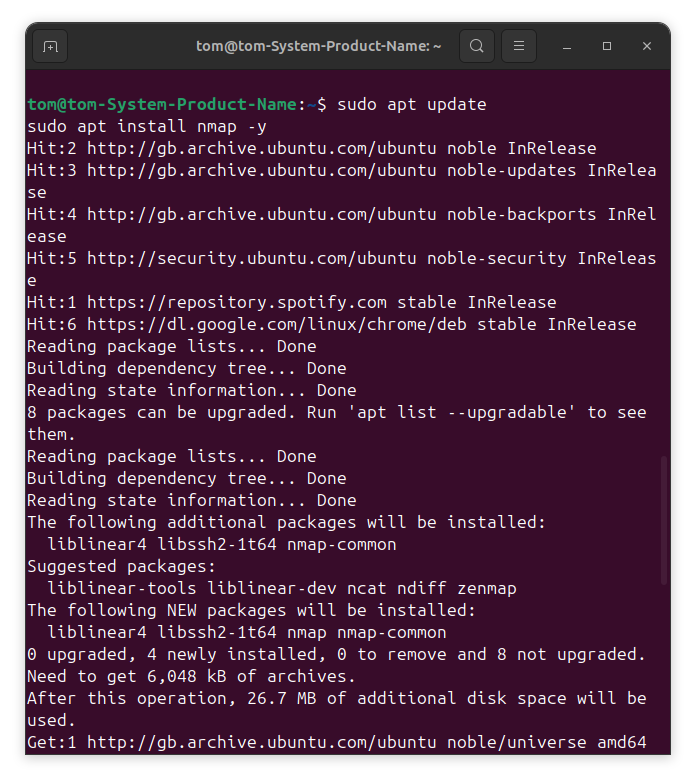 tom@tom-System-Product-Name: ~
tom@tom-System-Product-Name:~$ sudo apt update
sudo apt install nmap -y
Hit:2 http://gb.archive.ubuntu.com/ubuntu noble InRelease
Hit:3 http://gb.archive.ubuntu.com/ubuntu noble-updates InRelea
se
Hit:4 http://gb.archive.ubuntu.com/ubuntu noble-backports InRel
ease
Hit:5 http://security.ubuntu.com/ubuntu noble-security InReleas
e
Hit:1 https://repository.spotify.com stable InRelease
Hit:6 https://dl.google.com/linux/chrome/deb stable InRelease
Reading package lists... Done
Building dependency tree... Done
Reading state information... Done
8 packages can be upgraded. Run 'apt list --upgradable' to see
them.
Reading package lists... Done
Building dependency tree... Done
Reading state information... Done
The following additional packages will be installed:
  liblinear4 libssh2-1t64 nmap-common
Suggested packages:
  liblinear-tools liblinear-dev ncat ndiff zenmap
The following NEW packages will be installed:
  liblinear4 libssh2-1t64 nmap nmap-common
0 upgraded, 4 newly installed, 0 to remove and 8 not upgraded.
Need to get 6,048 kB of archives.
After this operation, 26.7 MB of additional disk space will be
used.
Get:1 http://gb.archive.ubuntu.com/ubuntu noble/universe amd64